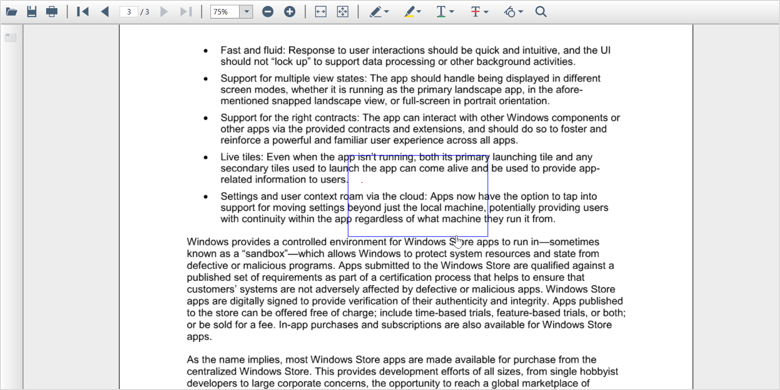 3 / 3 75%
• Fast and fluid: Response to user interactions should be quick and intuitive, and the UI
should not “lock up” to support data processing or other background activities.
• Support for multiple view states: The app should handle being displayed in different
screen modes, whether it is running as the primary landscape app, in the afore-
mentioned snapped landscape view, or full-screen in portrait orientation.
• Support for the right contracts: The app can interact with other Windows components or
other apps via the provided contracts and extensions, and should do so to foster and
reinforce a powerful and familiar user experience across all apps.
• Live tiles: Even when the app isn’t running, both its primary launching tile and any
secondary tiles used to launch the app can come alive and be used to provide app-
related information to users.
• Settings and user context roam via the cloud: Apps now have the option to tap into
support for moving settings beyond just the local machine, potentially providing users
with continuity within the app regardless of what machine they run it from.
Windows provides a controlled environment for Windows Store apps to run in—sometimes
known as a “sandbox”—which allows Windows to protect system resources and state from
defective or malicious programs. Apps submitted to the Windows Store are qualified against a
published set of requirements as part of a certification process that helps to ensure that
customers’ systems are not adversely affected by defective or malicious apps. Windows Store
apps are digitally signed to provide verification of their authenticity and integrity. Apps published
to the store can be offered free of charge; include time-based trials, feature-based trials, or both;
or be sold for a fee. In-app purchases and subscriptions are also available for Windows Store
apps.
As the name implies, most Windows Store apps are made available for purchase from the
centralized Windows Store. This provides development efforts of all sizes, from single hobbyist
developers to large corporate concerns, the opportunity to reach a global marketplace of